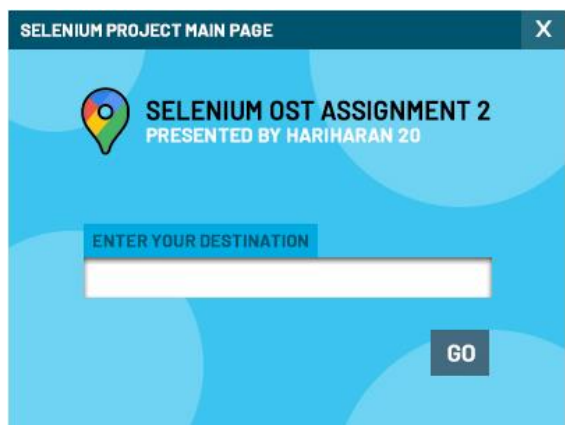 SELENIUM PROJECT MAIN PAGE X
SELENIUM OST ASSIGNMENT 2
PRESENTED BY HARIHARAN 20
ENTER YOUR DESTINATION
GO